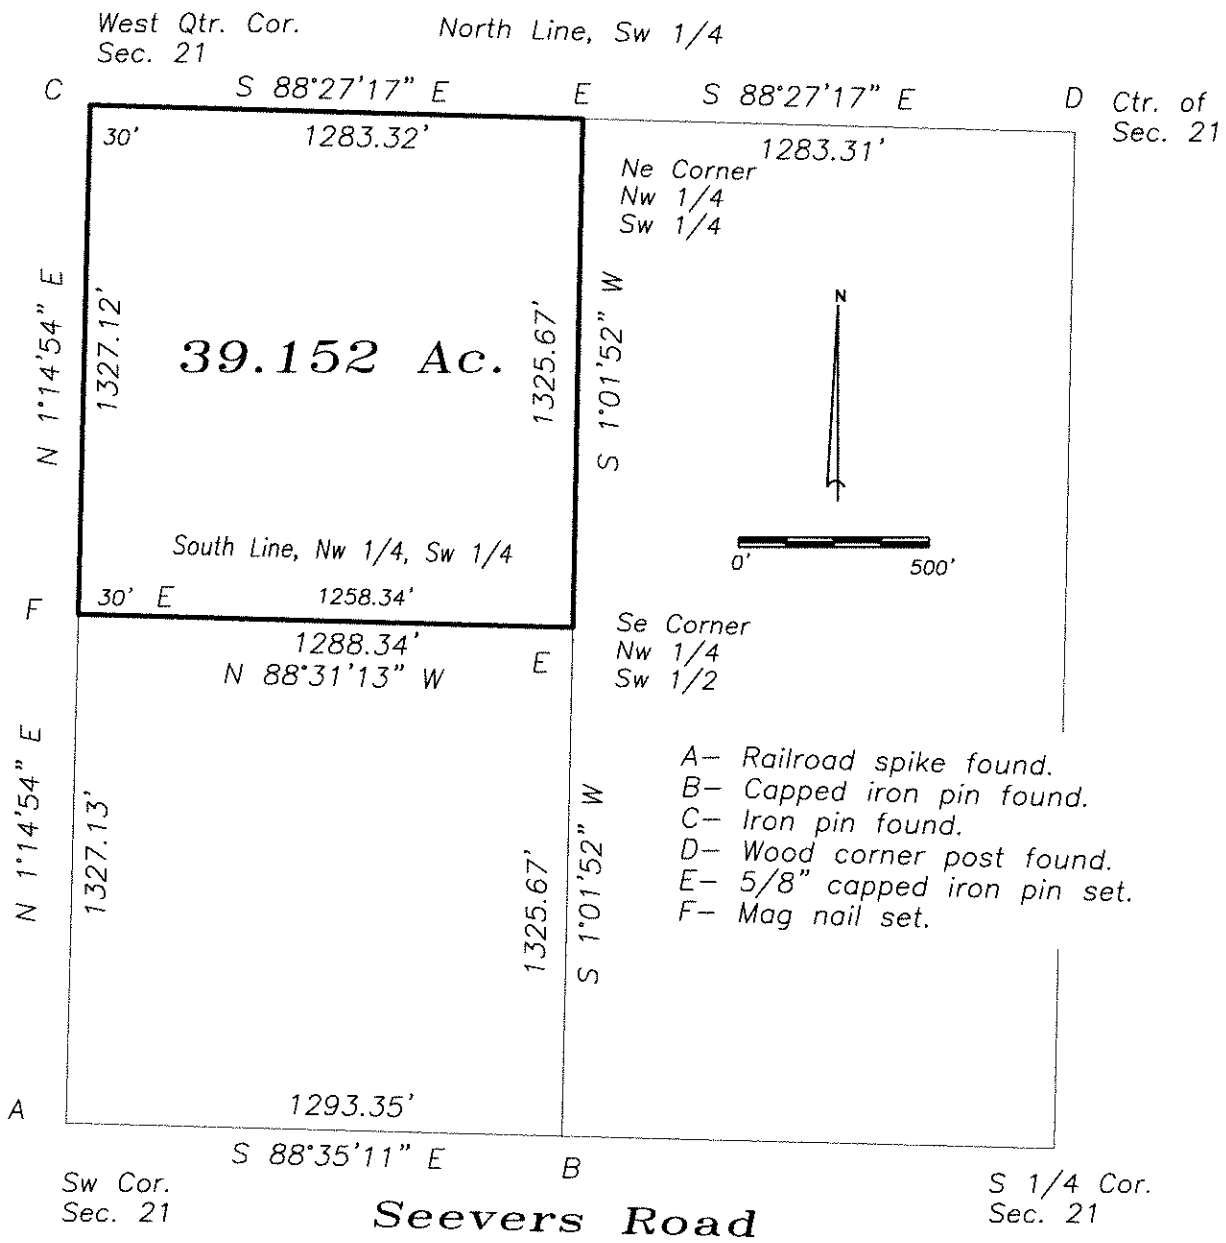 West Qtr. Cor.
Sec. 21
North Line, Sw 1/4
C
S 88°27'17" E
E
S 88°27'17" E
D
Ctr. of
Sec. 21
30'
1283.32'
1283.31'
Ne Corner
Nw 1/4
Sw 1/4
N 1°14'54" E
1327.12'
39.152 Ac.
1325.67'
S 1°01'52" W
N
0'
500'
South Line, Nw 1/4, Sw 1/4
F
30' E
1258.34'
1288.34'
N 88°31'13" W
E
Se Corner
Nw 1/4
Sw 1/2
N 1°14'54" E
1327.13'
1325.67'
S 1°01'52" W
A- Railroad spike found.
B- Capped iron pin found.
C- Iron pin found.
D- Wood corner post found.
E- 5/8" capped iron pin set.
F- Mag nail set.
A
1293.35'
S 88°35'11" E
B
Sw Cor.
Sec. 21
Seevers Road
S 1/4 Cor.
Sec. 21